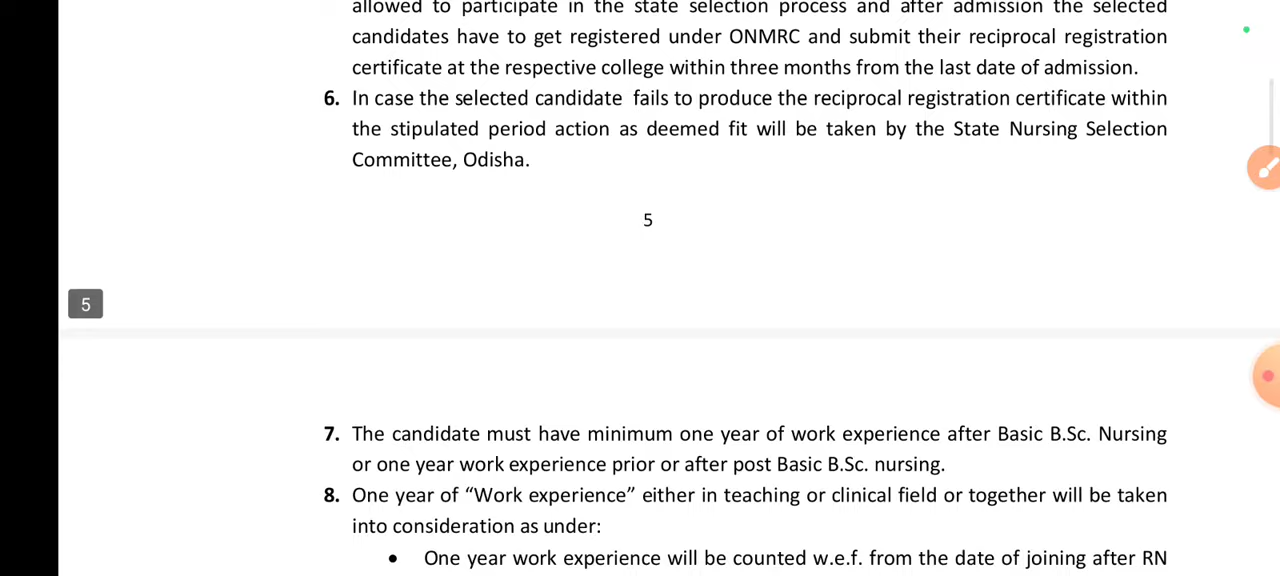 allowed to participate in the state selection process and after admission the selected
candidates have to get registered under ONMRC and submit their reciprocal registration
certificate at the respective college within three months from the last date of admission.
6. In case the selected candidate fails to produce the reciprocal registration certificate within
the stipulated period action as deemed fit will be taken by the State Nursing Selection
Committee, Odisha.
5
5
7. The candidate must have minimum one year of work experience after Basic B.Sc. Nursing
or one year work experience prior or after post Basic B.Sc. nursing.
8. One year of “Work experience” either in teaching or clinical field or together will be taken
into consideration as under:
• One year work experience will be counted w.e.f. from the date of joining after RN